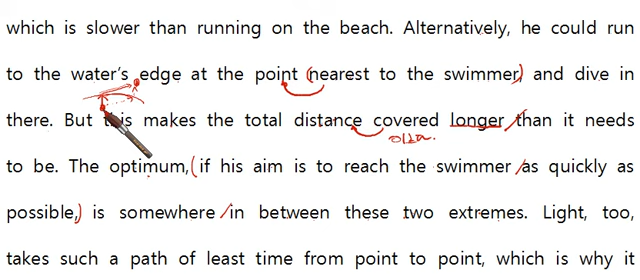 which is slower than running on the beach. Alternatively, he could run
to the water's edge at the point (nearest to the swimmer) and dive in
there. But this makes the total distance covered longer / than it needs
to be. The optimum, (if his aim is to reach the swimmer / as quickly as
possible,) is somewhere / in between these two extremes. Light, too,
takes such a path of least time from point to point, which is why it